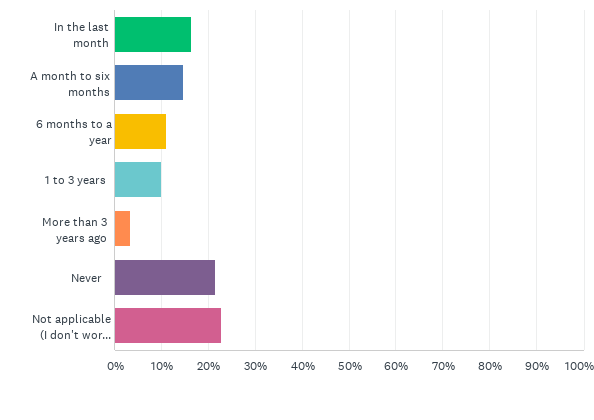 In the last
month
A month to six
months
6 months to a
year
1 to 3 years
More than 3
years ago
Never
Not applicable
(I don't wor...
0% 10% 20% 30% 40% 50% 60% 70% 80% 90% 100%